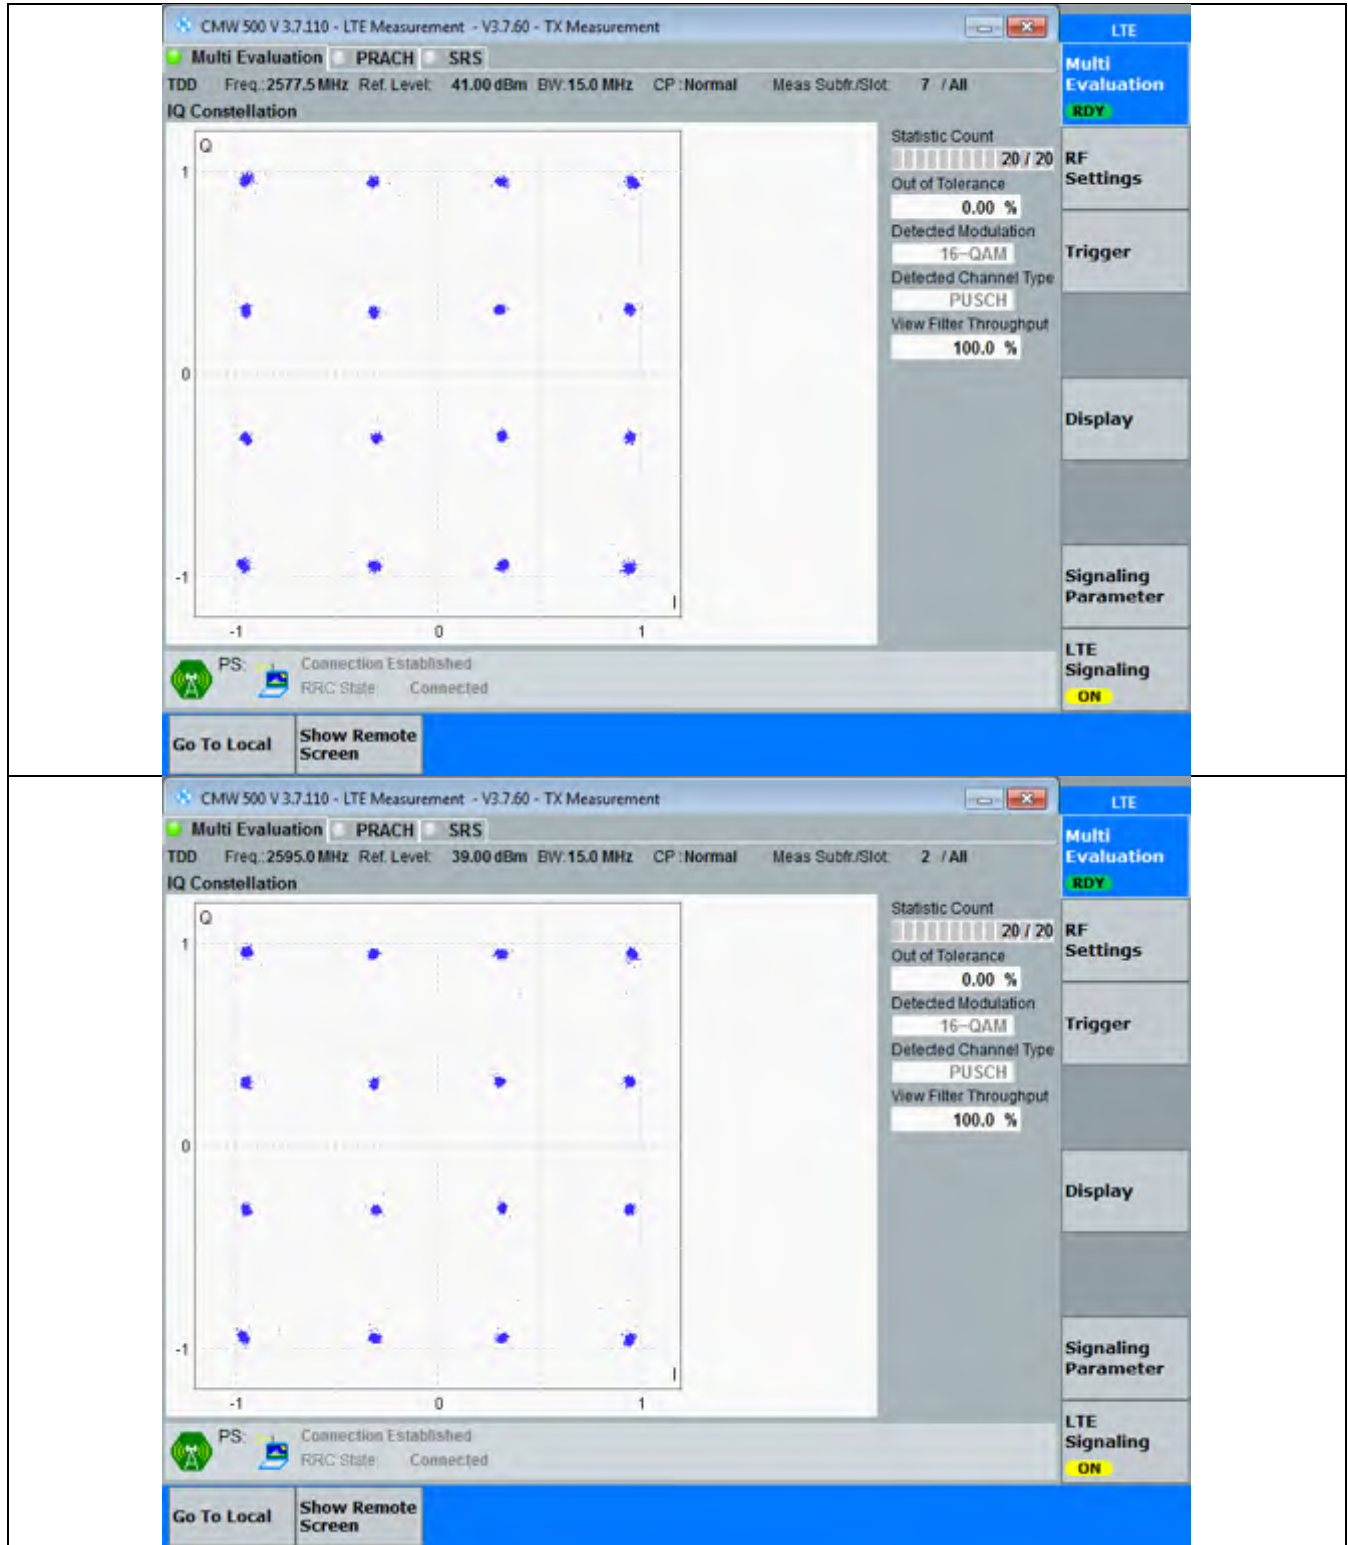 CMW 500 V 3.7.110 - LTE Measurement - V3.7.60 - TX Measurement
LTE
Multi Evaluation PRACH SRS
Multi Evaluation
RDY
TDD Freq.:2577.5 MHz Ref. Level: 41.00 dBm BW:15.0 MHz CP :Normal Meas Subfr./Slot: 7 / All
IQ Constellation
Q
1
0
-1
I
-1 0 1
Statistic Count
20 / 20
Out of Tolerance
0.00 %
Detected Modulation
16-QAM
Detected Channel Type
PUSCH
View Filter Throughput
100.0 %
RF
Settings
Trigger
Display
Signaling
Parameter
LTE
Signaling
ON
PS: Connection Established
RRC State Connected
Go To Local
Show Remote
Screen
CMW 500 V 3.7.110 - LTE Measurement - V3.7.60 - TX Measurement
LTE
Multi Evaluation PRACH SRS
Multi
Evaluation
RDY
TDD Freq.:2595.0 MHz Ref. Level: 39.00 dBm BW:15.0 MHz CP :Normal Meas Subfr./Slot: 2 / All
IQ Constellation
Q
1
0
-1
I
-1 0 1
Statistic Count
20 / 20
Out of Tolerance
0.00 %
Detected Modulation
16-QAM
Detected Channel Type
PUSCH
View Filter Throughput
100.0 %
RF
Settings
Trigger
Display
Signaling
Parameter
LTE
Signaling
ON
PS: Connection Established
RRC State Connected
Go To Local
Show Remote
Screen